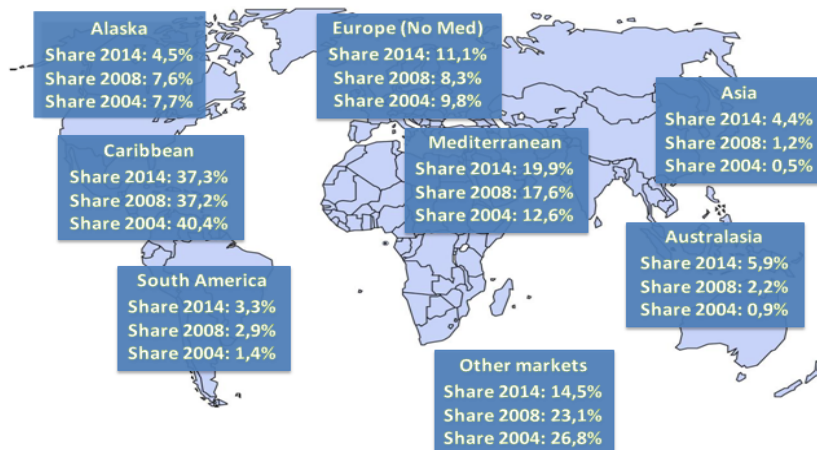 Alaska
Share 2014: 4,5%
Share 2008: 7,6%
Share 2004: 7,7%
Europe (No Med)
Share 2014: 11,1%
Share 2008: 8,3%
Share 2004: 9,8%
Asia
Share 2014: 4,4%
Share 2008: 1,2%
Share 2004: 0,5%
Caribbean
Share 2014: 37,3%
Share 2008: 37,2%
Share 2004: 40,4%
Mediterranean
Share 2014: 19,9%
Share 2008: 17,6%
Share 2004: 12,6%
Australasia
Share 2014: 5,9%
Share 2008: 2,2%
Share 2004: 0,9%
South America
Share 2014: 3,3%
Share 2008: 2,9%
Share 2004: 1,4%
Other markets
Share 2014: 14,5%
Share 2008: 23,1%
Share 2004: 26,8%